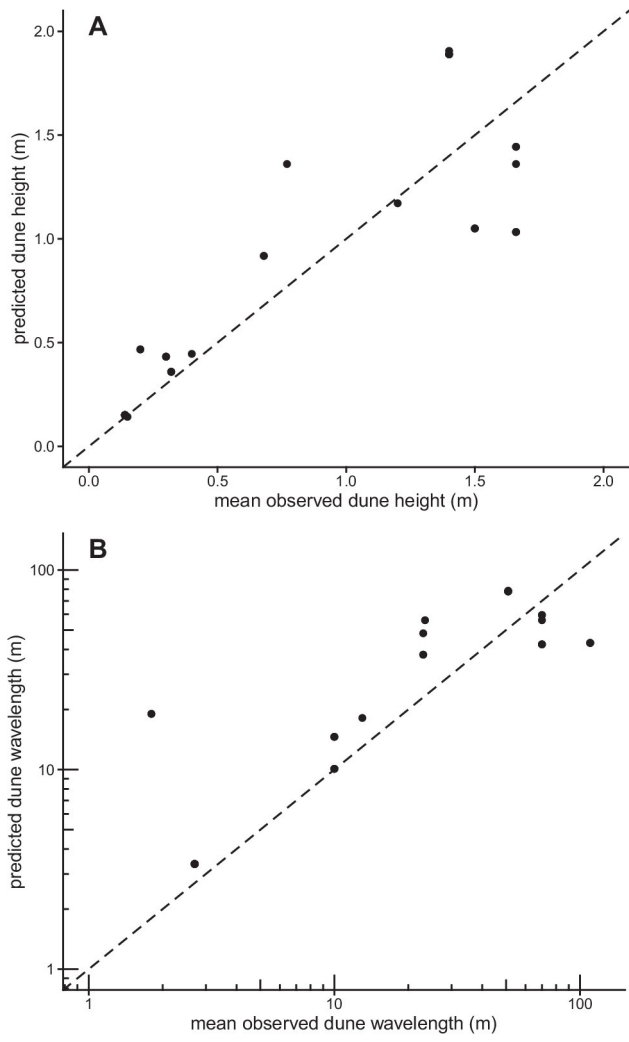 A
2.0
1.5
1.0
0.5
0.0
predicted dune height (m)
0.0 0.5 1.0 1.5 2.0
mean observed dune height (m)
B
100
10
1
predicted dune wavelength (m)
1 10 100
mean observed dune wavelength (m)